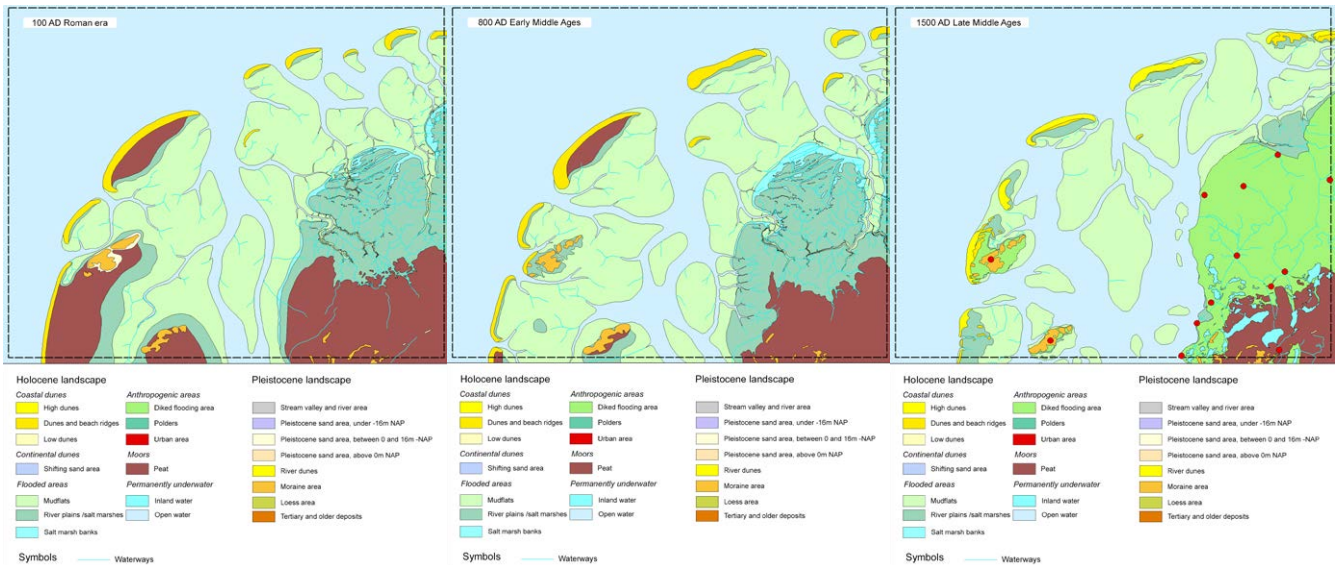 100 AD Roman era
800 AD Early Middle Ages
1500 AD Late Middle Ages
Holocene landscape
Coastal dunes
High dunes
Dunes and beach ridges
Low dunes
Continental dunes
Shifting sand area
Flooded areas
Mudflats
River plains /salt marshes
Salt marsh banks
Anthropogenic areas
Diked flooding area
Polders
Urban area
Moors
Peat
Permanently underwater
Inland water
Open water
Pleistocene landscape
Stream valley and river area
Pleistocene sand area, under -16m NAP
Pleistocene sand area, between 0 and 16m -NAP
Pleistocene sand area, above 0m NAP
River dunes
Moraine area
Loess area
Tertiary and older deposits
Symbols
Waterways
Holocene landscape
Coastal dunes
High dunes
Dunes and beach ridges
Low dunes
Continental dunes
Shifting sand area
Flooded areas
Mudflats
River plains /salt marshes
Salt marsh banks
Anthropogenic areas
Diked flooding area
Polders
Urban area
Moors
Peat
Permanently underwater
Inland water
Open water
Pleistocene landscape
Stream valley and river area
Pleistocene sand area, under -16m NAP
Pleistocene sand area, between 0 and 16m -NAP
Pleistocene sand area, above 0m NAP
River dunes
Moraine area
Loess area
Tertiary and older deposits
Symbols
Waterways
Holocene landscape
Coastal dunes
High dunes
Dunes and beach ridges
Low dunes
Continental dunes
Shifting sand area
Flooded areas
Mudflats
River plains /salt marshes
Salt marsh banks
Anthropogenic areas
Diked flooding area
Polders
Urban area
Moors
Peat
Permanently underwater
Inland water
Open water
Pleistocene landscape
Stream valley and river area
Pleistocene sand area, under -16m NAP
Pleistocene sand area, between 0 and 16m -NAP
Pleistocene sand area, above 0m NAP
River dunes
Moraine area
Loess area
Tertiary and older deposits
Symbols
Waterways